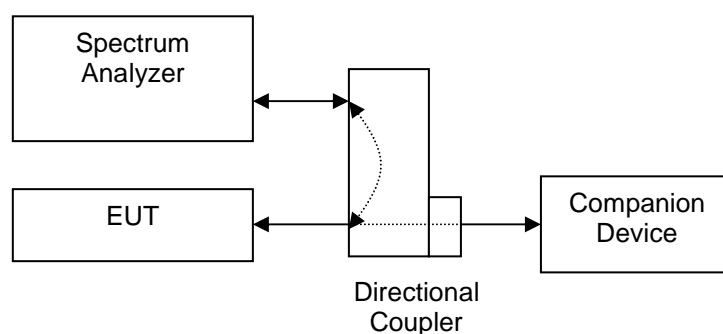 Spectrum
Analyzer
EUT
Companion
Device
Directional
Coupler